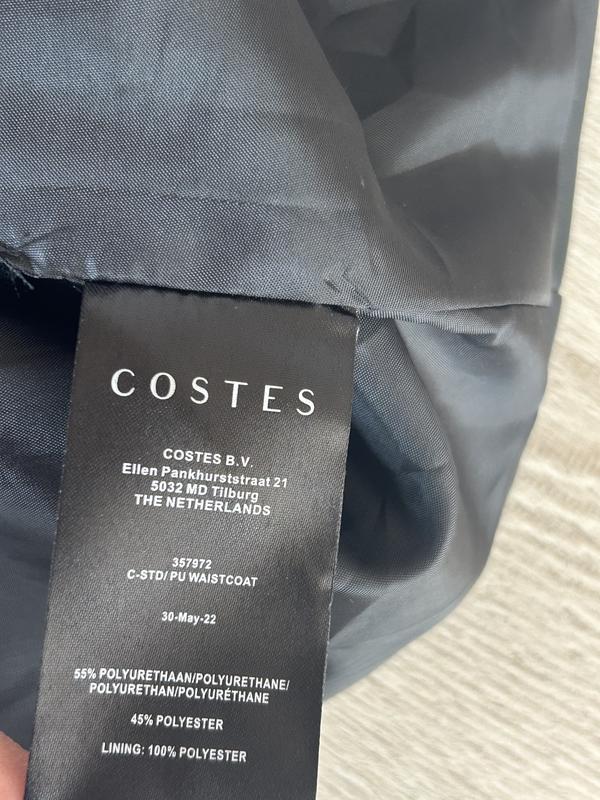 COSTES
COSTES B.V.
Ellen Pankhurststraat 21
5032 MD Tilburg
THE NETHERLANDS
357972
C-STD/ PU WAISTCOAT
30-May-22
55% POLYURETHAAN/POLYURETHANE/
POLYURETHAN/POLYURÉTHANE
45% POLYESTER
LINING: 100% POLYESTER